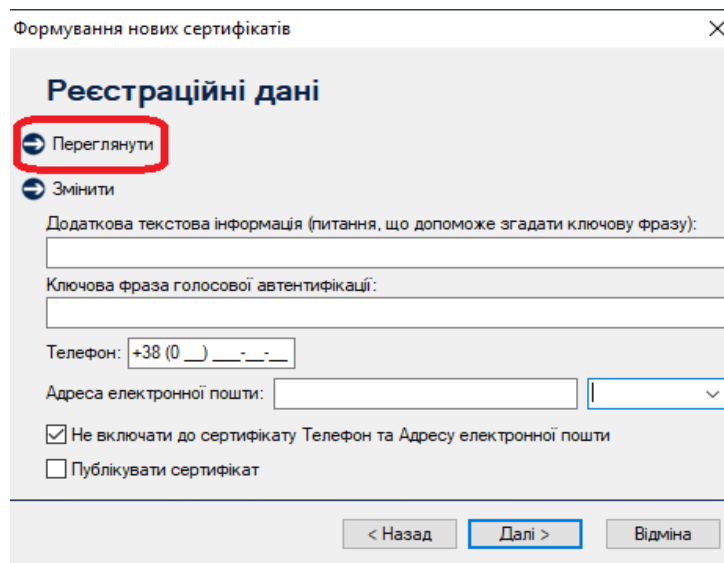 Формування нових сертифікатів
Реєстраційні дані
Переглянути
Змінити
Додаткова текстова інформація (питання, що допоможе згадати ключову фразу):
Ключова фраза голосової автентифікації:
Телефон: +38 (0 __) ___-__-__
Адреса електронної пошти:
Не включати до сертифікату Телефон та Адресу електронної пошти
Публікувати сертифікат
< Назад Далі > Відміна